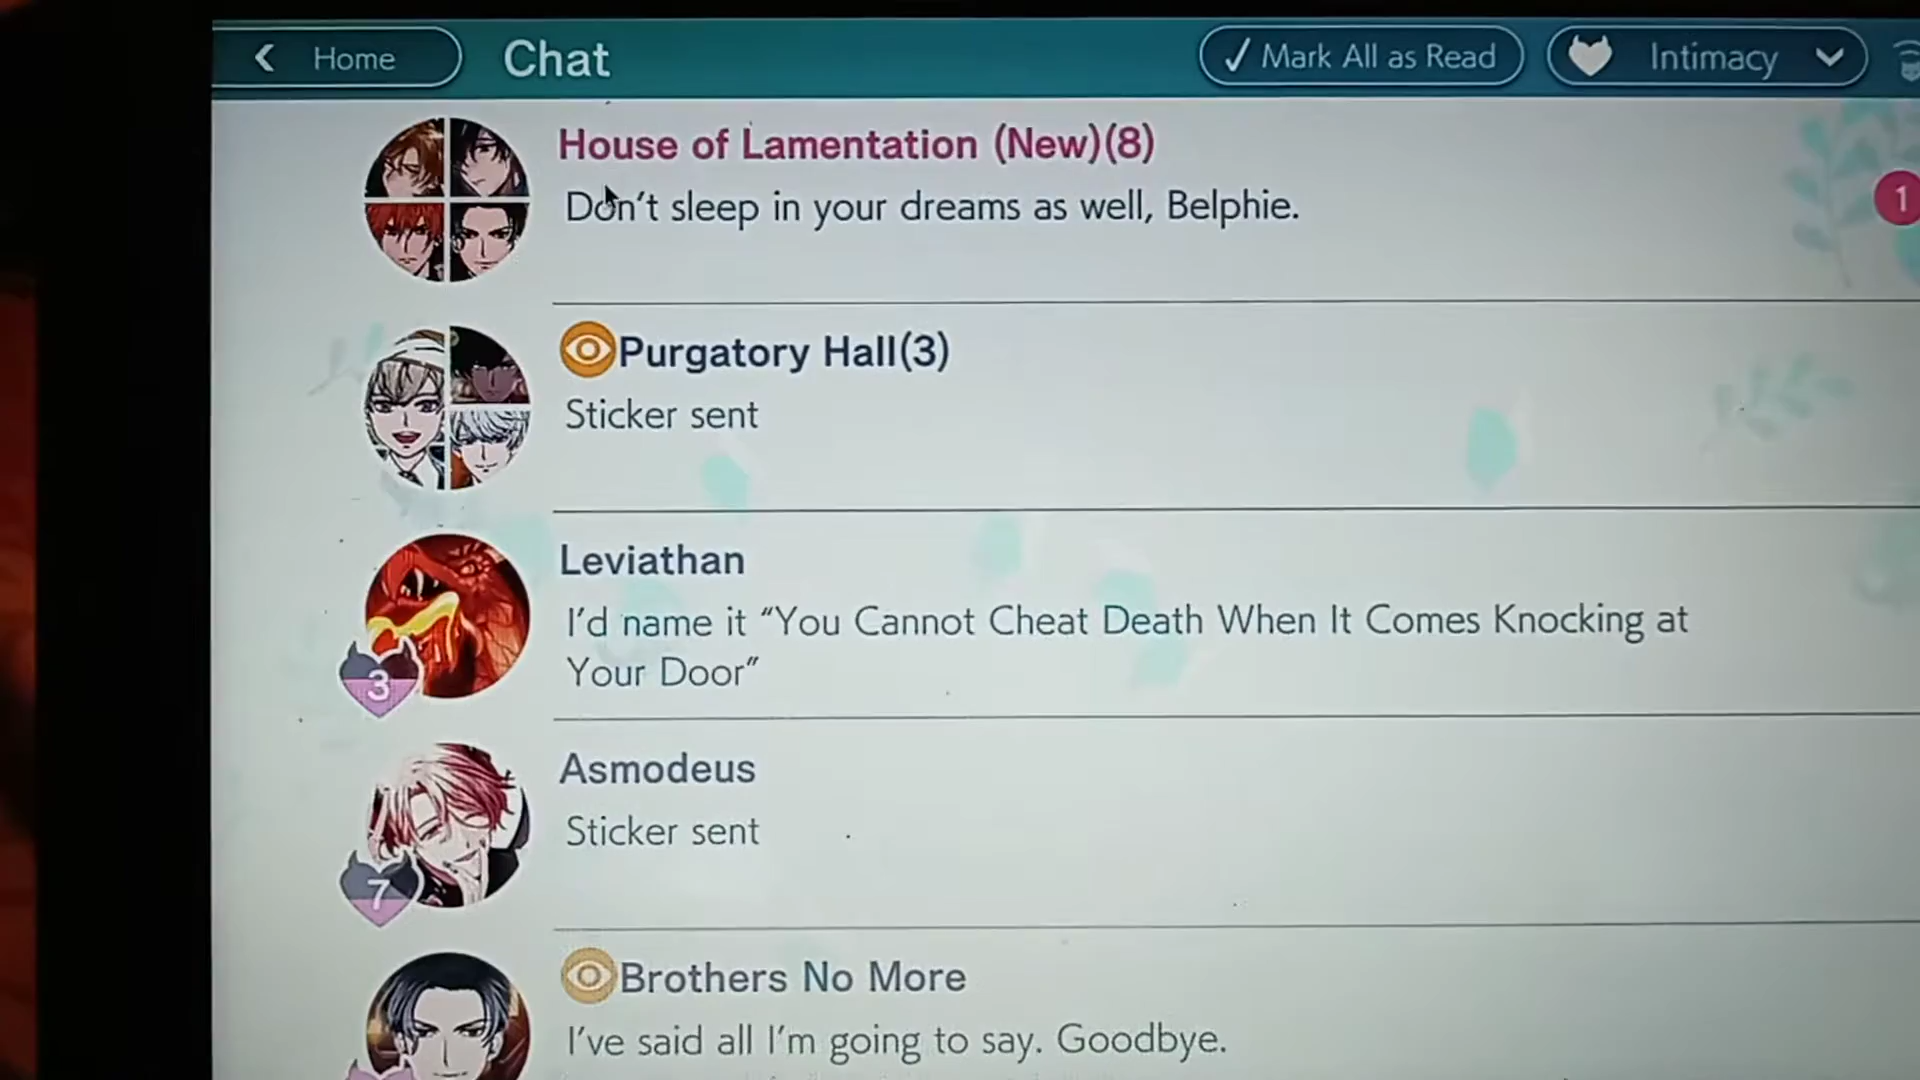 Home
Chat
Mark All as Read
Intimacy
House of Lamentation (New)(8)
Don't sleep in your dreams as well, Belphie.
1
Purgatory Hall(3)
Sticker sent
Leviathan
I'd name it “You Cannot Cheat Death When It Comes Knocking at
Your Door”
3
Asmodeus
Sticker sent
7
Brothers No More
I've said all I'm going to say. Goodbye.